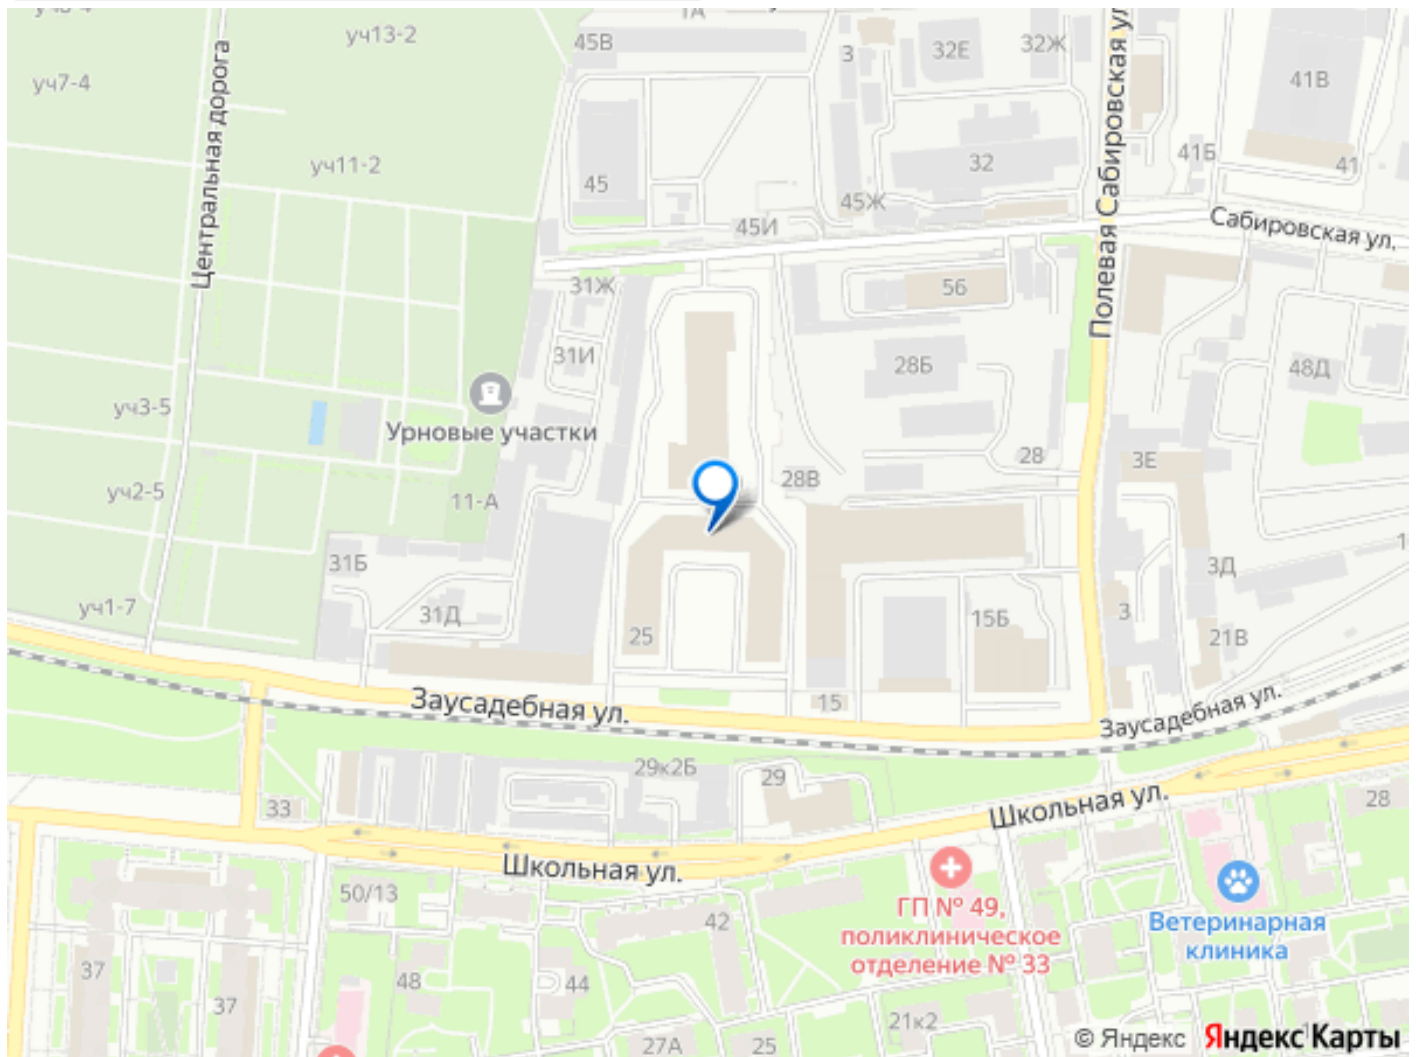 1А
уч13-2
45В
3
32Е
32Ж
уч7-4
41В
Центральная дорога
Полевая Сабировская ул.
уч11-2
45
32
41Б
41
45Ж
45И
Сабировская ул.
31Ж
56
31И
28Б
48Д
уч3-5
Урновые участки
28
3Е
28В
уч2-5
11-А
31Б
3Д
уч1-7
31Д
25
15Б
3
21В
Заусадебная ул.
15
Заусадебная ул.
29к2Б
29
33
Школьная ул.
28
Школьная ул.
50/13
ГП № 49,
поликлиническое
отделение № 33
Ветеринарная
клиника
42
37
48
44
37
21к2
27А
25
© Яндекс Яндекс Карты